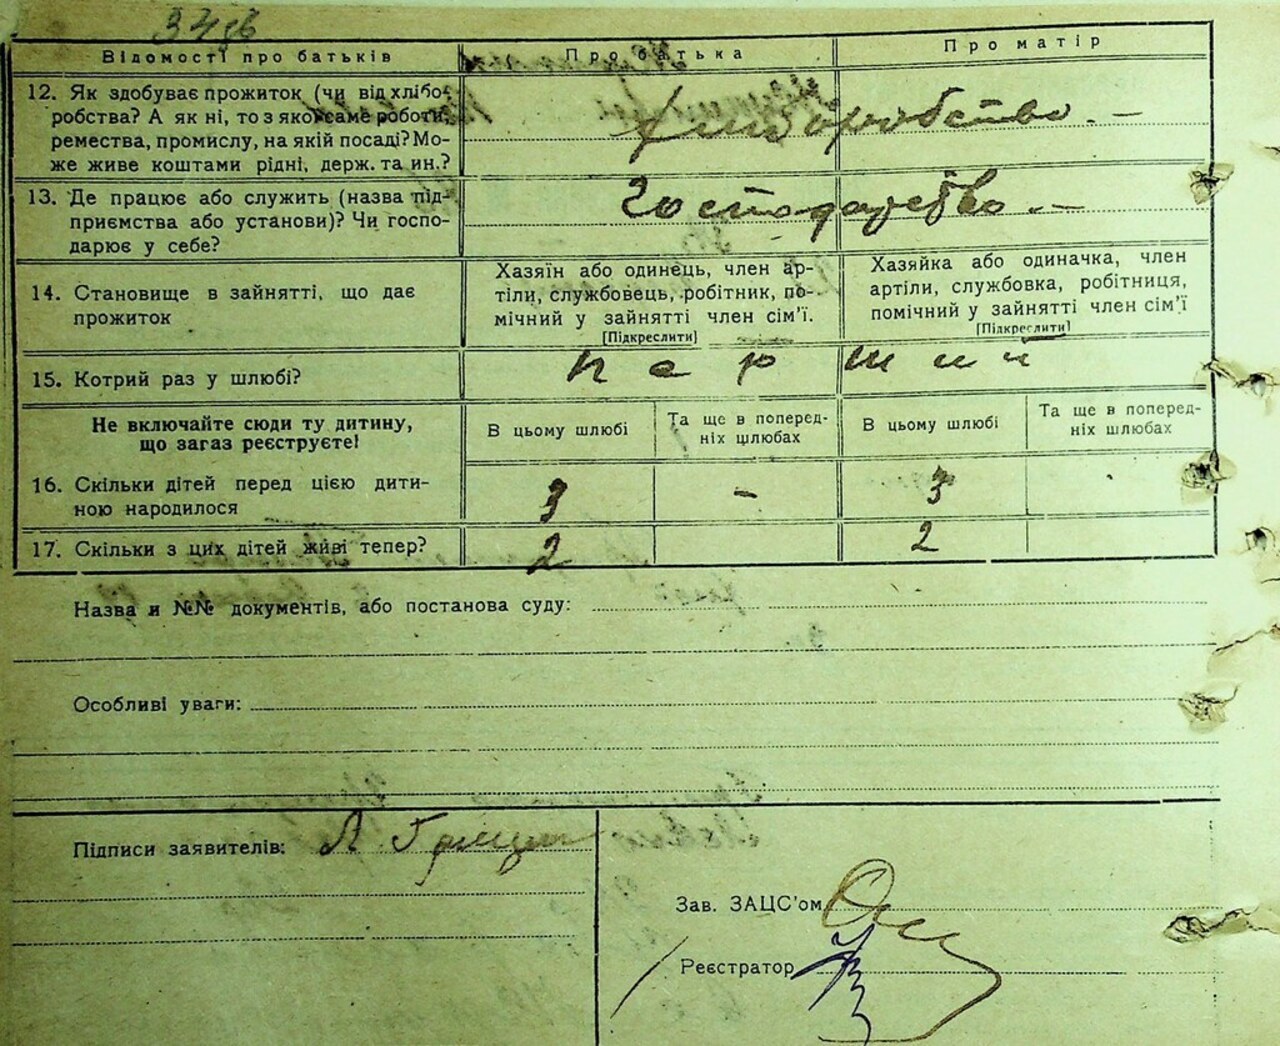 34зв
Відомості про батьків Про батька Про матір
12. Як здобуває прожиток (чи від хлібо- робства? А як ні, то з якої саме роботи, ремества, промислу, на якій посаді? Мо- же живе коштами рідні, держ. та ин.?
хліборобство. —
13. Де працює або служить (назва під- приємства або установи)? Чи госпо- дарює у себе?
Господарство. —
14. Становище в зайнятті, що дає прожиток
Хазяїн або одинець, член ар- тіли, службовець, робітник, по- мічний у зайнятті член сім’ї.
[Підкреслити]
Хазяйка або одиначка, член артіли, службовка, робітниця, помічний у зайнятті член сім’ї
[Підкреслити]
15. Котрий раз у шлюбі?
перший
Не включайте сюди ту дитину, що загаз реєструєте!
В цьому шлюбі
Та ще в поперед- ніх шлюбах
В цьому шлюбі
Та ще в поперед- ніх шлюбах
16. Скільки дітей перед цією дити- ною народилося
3 - 3
17. Скільки з цих дітей живі тепер?
2 2
Назва и №№ документів, або постанова суду:
Особливі уваги:
Підписи заявителів:
Зав. ЗАЦС’ом
Реєстратор